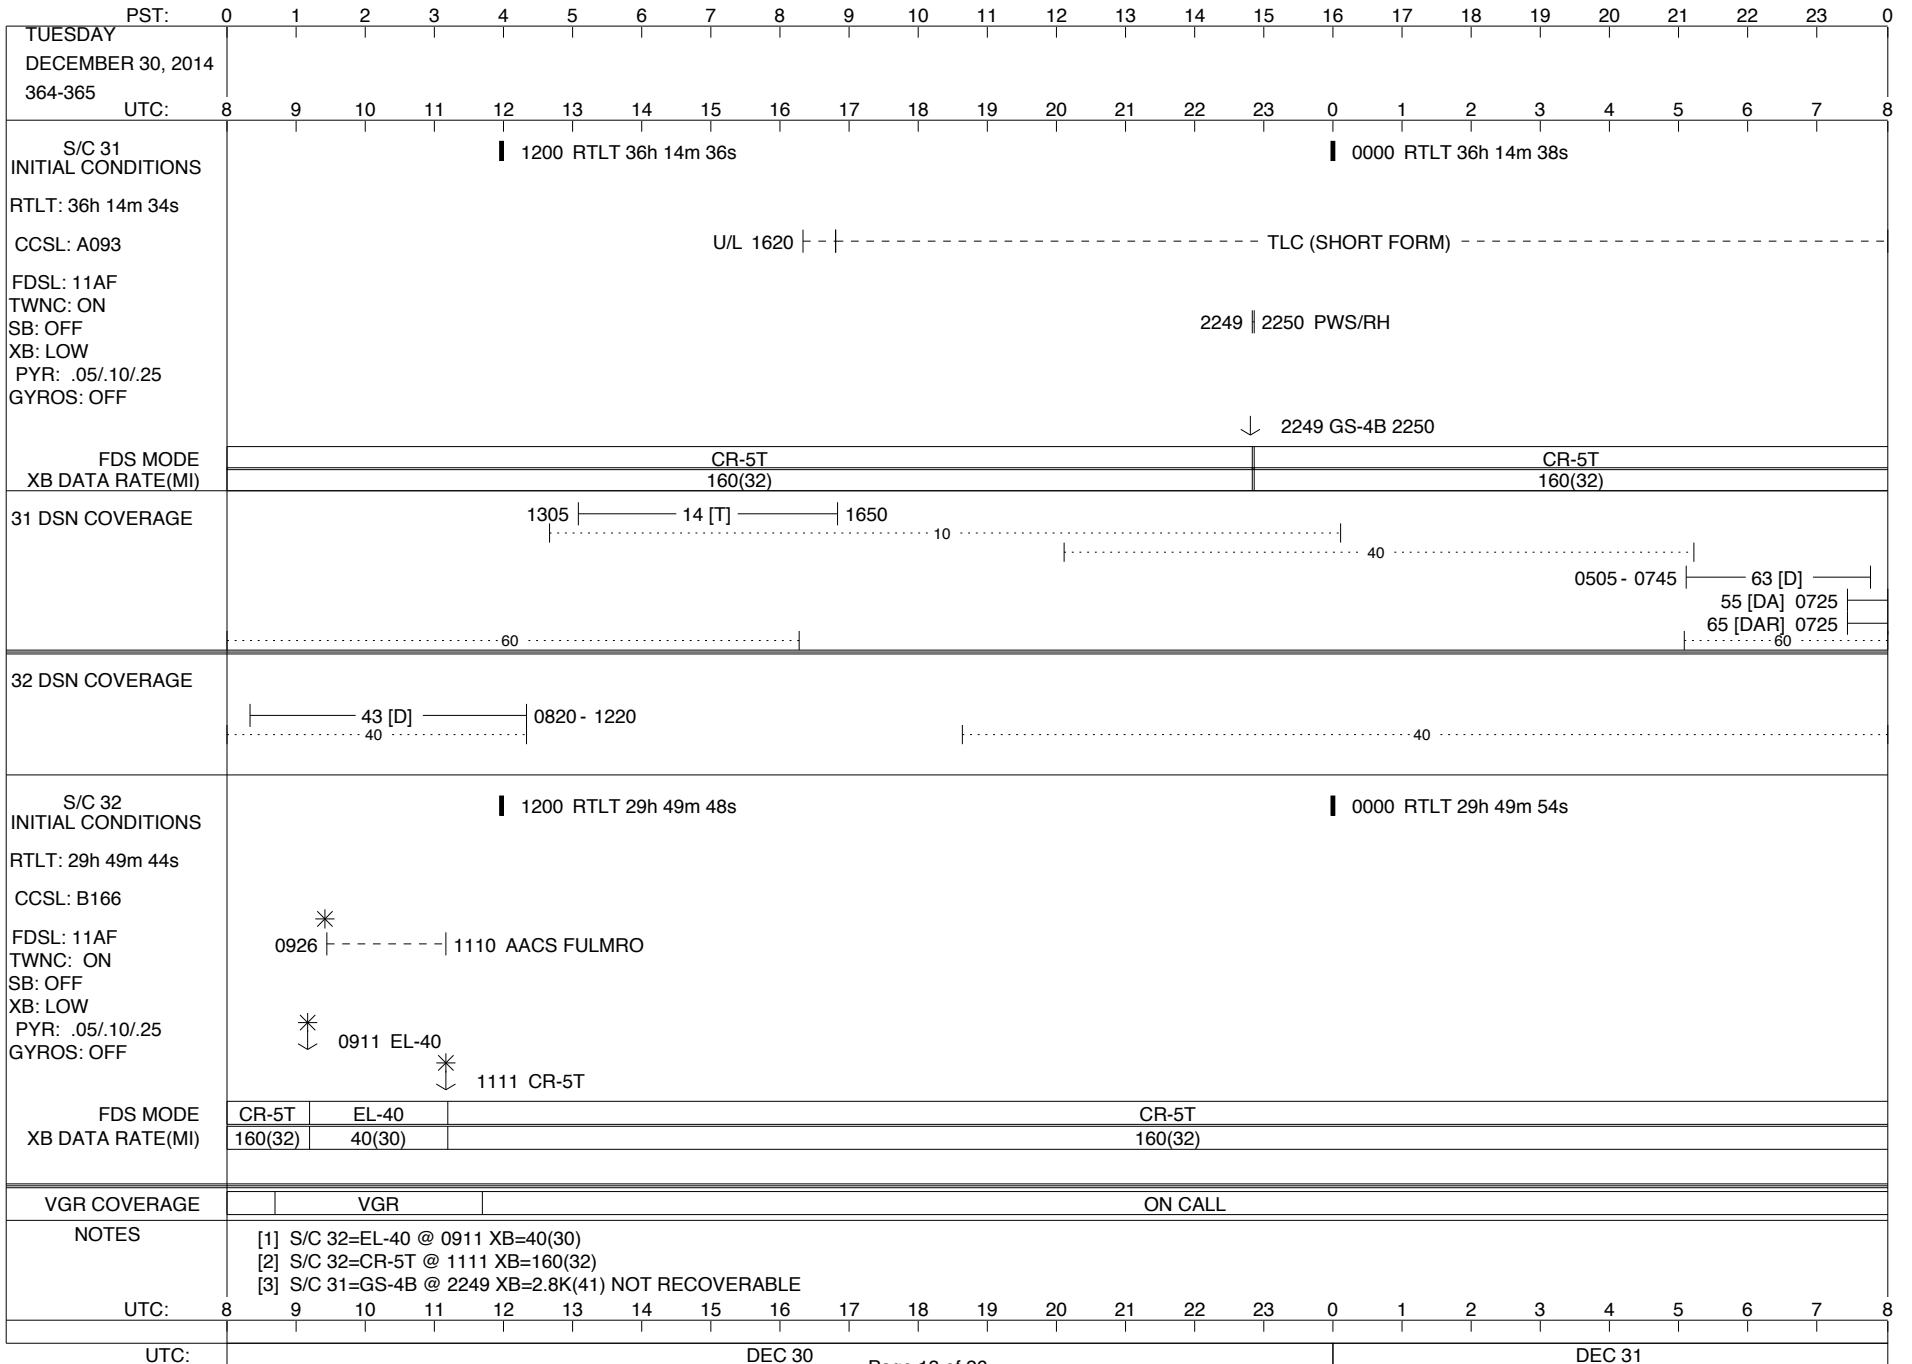 PST: 0 1 2 3 4 5 6 7 8 9 10 11 12 13 14 15 16 17 18 19 20 21 22 23 0
TUESDAY
DECEMBER 30, 2014
364-365
UTC: 8 9 10 11 12 13 14 15 16 17 18 19 20 21 22 23 0 1 2 3 4 5 6 7 8
S/C 31
INITIAL CONDITIONS
1200 RTLT 36h 14m 36s
0000 RTLT 36h 14m 38s
RTLT: 36h 14m 34s
CCSL: A093
U/L 1620
TLC (SHORT FORM)
FDSL: 11AF
TWNC: ON
SB: OFF
2249 2250 PWS/RH
XB: LOW
PYR: .05/.10/.25
GYROS: OFF
2249 GS-4B 2250
FDS MODE CR-5T CR-5T
XB DATA RATE(MI) 160(32) 160(32)
31 DSN COVERAGE
1305 14 [T] 1650
10
40
0505 - 0745 63 [D]
55 [DA] 0725
65 [DAR] 0725
60 60
32 DSN COVERAGE
43 [D] 0820 - 1220
40 40
S/C 32
INITIAL CONDITIONS
1200 RTLT 29h 49m 48s
0000 RTLT 29h 49m 54s
RTLT: 29h 49m 44s
CCSL: B166
FDSL: 11AF
0926 1110 AACS FULMRO
TWNC: ON
SB: OFF
XB: LOW
PYR: .05/.10/.25
0911 EL-40
GYROS: OFF
1111 CR-5T
FDS MODE CR-5T EL-40 CR-5T
XB DATA RATE(MI) 160(32) 40(30) 160(32)
VGR COVERAGE VGR ON CALL
NOTES
[1] S/C 32=EL-40 @ 0911 XB=40(30)
[2] S/C 32=CR-5T @ 1111 XB=160(32)
[3] S/C 31=GS-4B @ 2249 XB=2.8K(41) NOT RECOVERABLE
UTC: 8 9 10 11 12 13 14 15 16 17 18 19 20 21 22 23 0 1 2 3 4 5 6 7 8
UTC: DEC 30 DEC 31